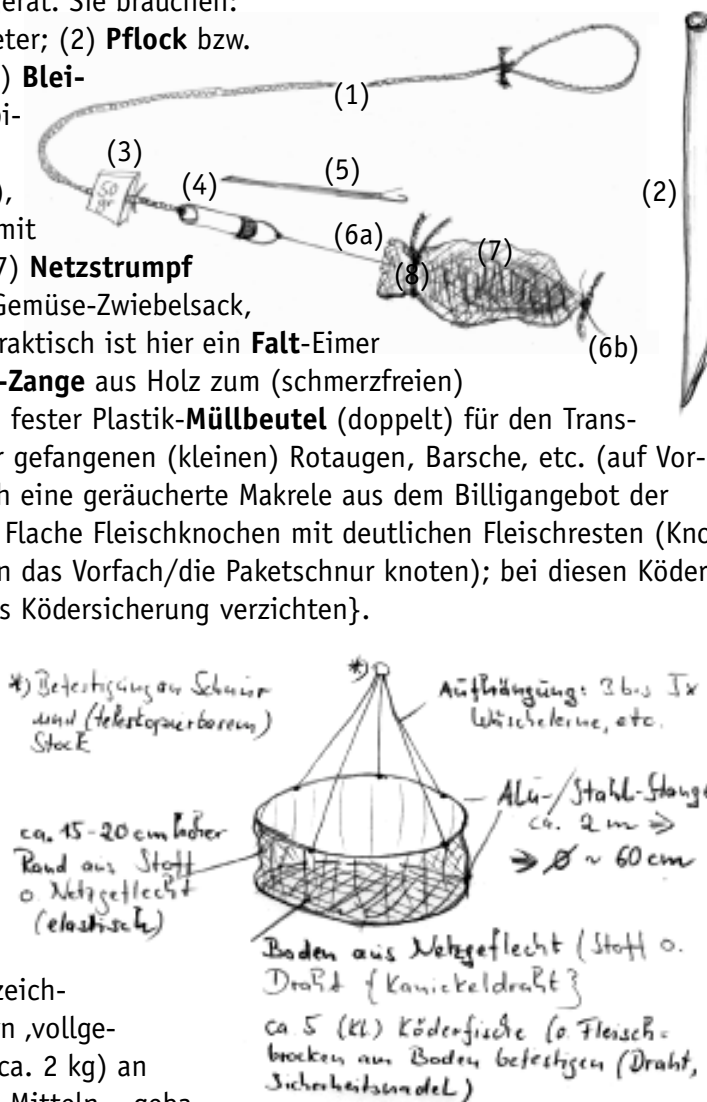 erät. Sie brauchen:
eter; (2) Pflock bzw.
) Blei-
(1)
(3)
50
gr
(4)
(5)
(2)
mit
(6a)
7) Netzstrumpf
(8)
(7)
Gemüse-Zwiebelsack,
raktisch ist hier ein Falt-Eimer
(6b)
-Zange aus Holz zum (schmerzfreien)
fester Plastik-Müllbeutel (doppelt) für den Trans-
r gefangenen (kleinen) Rotaugen, Barsche, etc. (auf Vor-
h eine geräucherte Makrele aus dem Billigangebot der
Flache Fleischknochen mit deutlichen Fleischresten (Kno
n das Vorfach/die Paketschnur knoten); bei diesen Köder
s Ködersicherung verzichten}.
*) Befestigung an Schnur
und (teleskopierbarem)
Stock
*)
Aufhängung: 3 bis 5x
Wäscheleine, etc.
Alu-/Stahl-Stange
ca. 2 m ⇒
⇒ Ø ~ 60 cm
ca. 15-20 cm hoher
Rand aus Stoff
o. Netzgeflecht
(elastisch)
Boden aus Netzgeflecht (Stoff o.
Draht {Kanickeldraht}
ca. 5 (kl.) Köderfische (o. Fleisch-
brocken am Boden befestigen (Draht,
Sicherheitsnadel)
zeich-
n ‚vollge-
ca. 2 kg) an